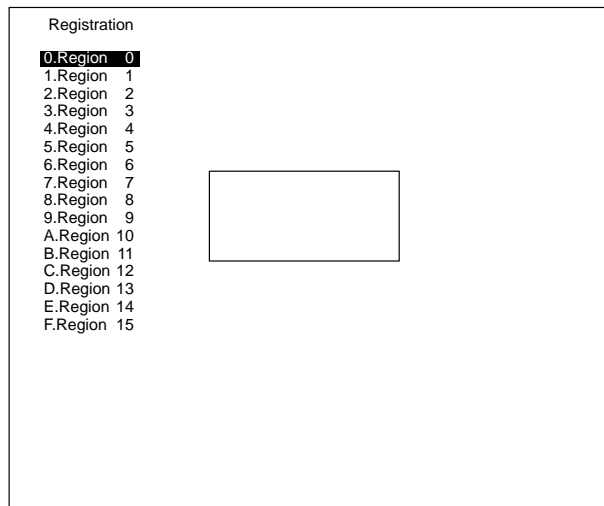 Registration
0.Region 0
1.Region 1
2.Region 2
3.Region 3
4.Region 4
5.Region 5
6.Region 6
7.Region 7
8.Region 8
9.Region 9
A.Region 10
B.Region 11
C.Region 12
D.Region 13
E.Region 14
F.Region 15